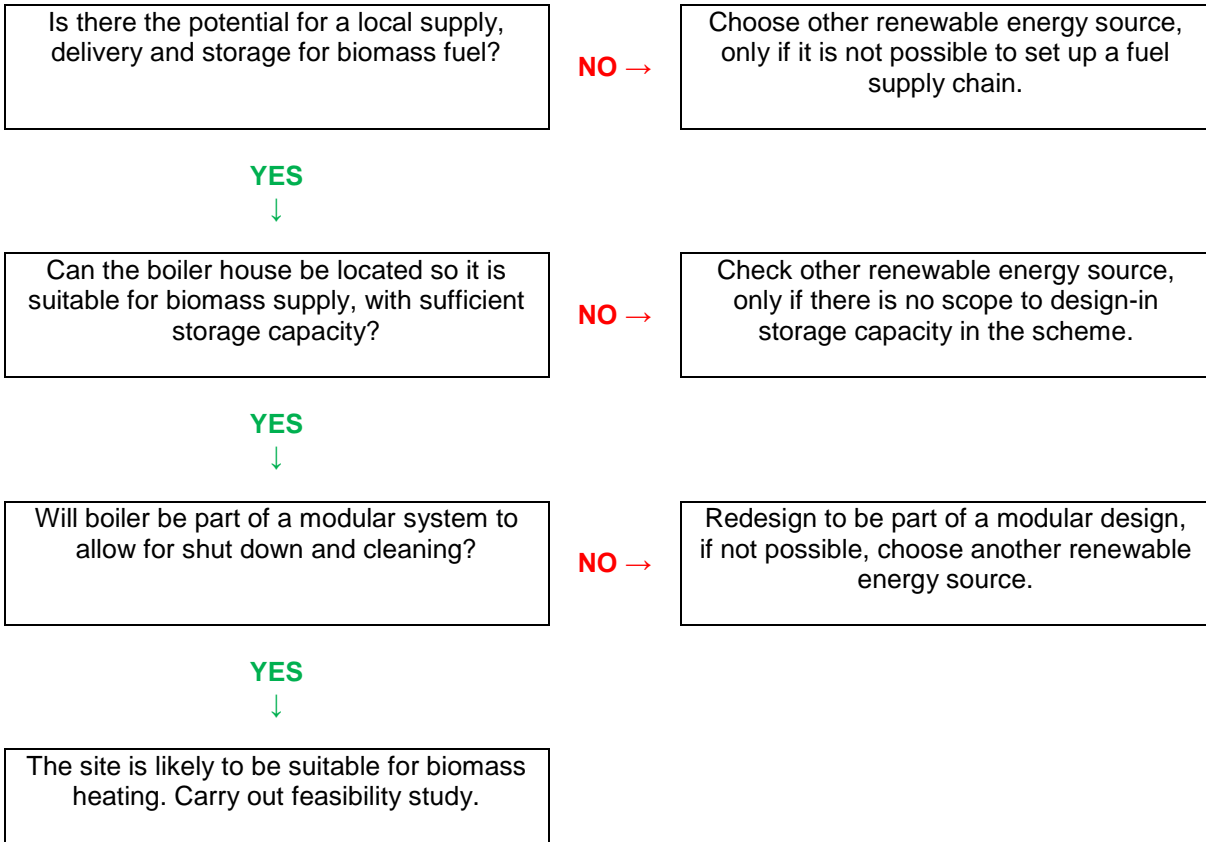 Is there the potential for a local supply,
delivery and storage for biomass fuel?
NO →
Choose other renewable energy source,
only if it is not possible to set up a fuel
supply chain.
YES
↓
Can the boiler house be located so it is
suitable for biomass supply, with sufficient
storage capacity?
NO →
Check other renewable energy source,
only if there is no scope to design-in
storage capacity in the scheme.
YES
↓
Will boiler be part of a modular system to
allow for shut down and cleaning?
NO →
Redesign to be part of a modular design,
if not possible, choose another renewable
energy source.
YES
↓
The site is likely to be suitable for biomass
heating. Carry out feasibility study.